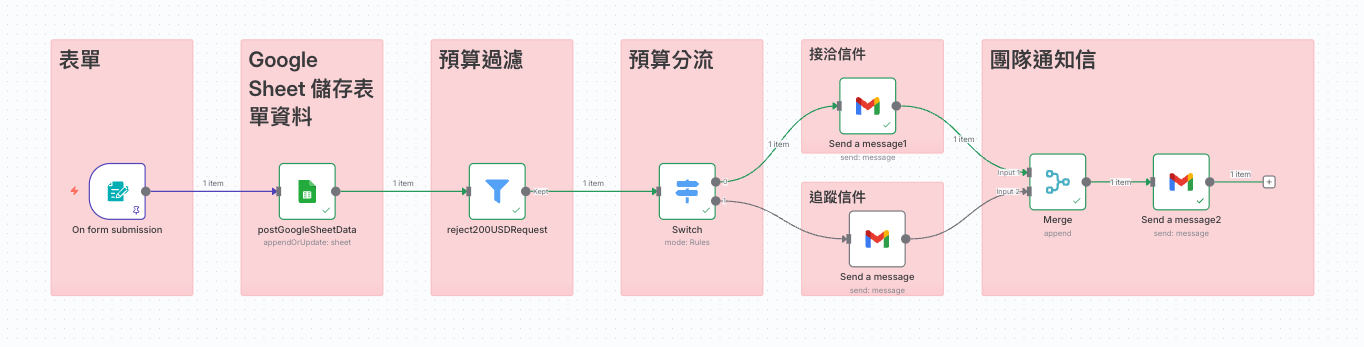 表單
On form submission
1 item
Google
Sheet 儲存表
單資料
postGoogleSheetData
appendOrUpdate: sheet
1 item
預算過濾
reject200USDRequest
Kept
1 item
預算分流
Switch
mode: Rules
0
1
1 item
接洽信件
Send a message1
send: message
1 item
追蹤信件
Send a message
send: message
團隊通知信
Input 1
Input 2
Merge
append
1 item
Send a message2
send: message
1 item